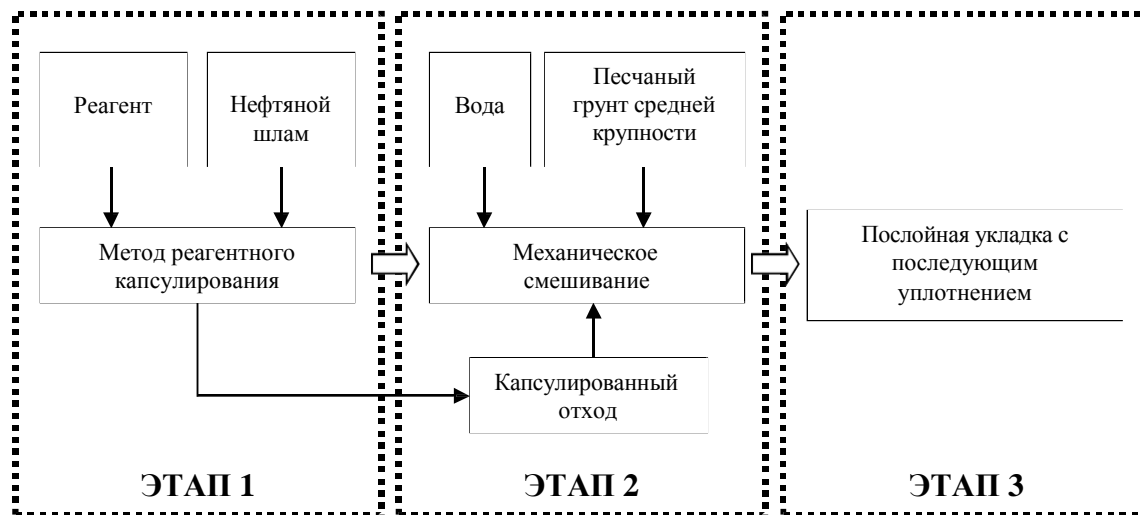 Реагент
Нефтяной
шлам
Метод реагентного
капсулирования
ЭТАП 1
Вода
Песчаный
грунт средней
крупности
Механическое
смешивание
Капсулированный
отход
ЭТАП 2
Послойная укладка с
последующим
уплотнением
ЭТАП 3